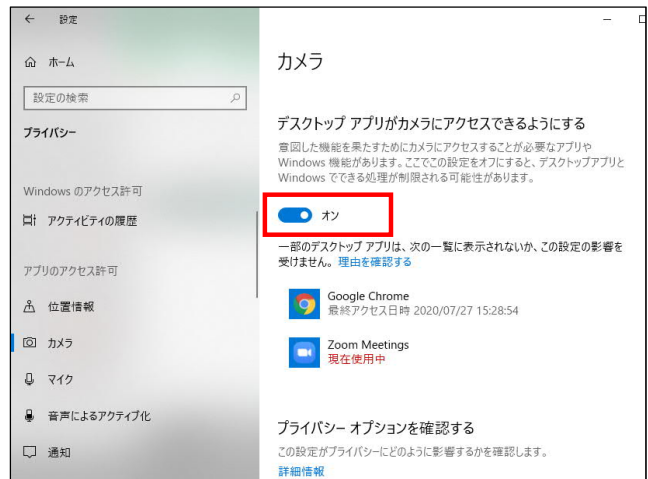 設定
ホーム
設定の検索
プライバシー
Windows のアクセス許可
アクティビティの履歴
アプリのアクセス許可
位置情報
カメラ
マイク
音声によるアクティブ化
通知
カメラ
デスクトップ アプリがカメラにアクセスできるようにする
意図した機能を果たすためにカメラにアクセスすることが必要なアプリや
Windows 機能があります。ここでこの設定をオフにすると、デスクトップアプリと
Windows でできる処理が制限される可能性があります。
オン
一部のデスクトップ アプリは、次の一覧に表示されないか、この設定の影響を
受けません。 理由を確認する
Google Chrome
最終アクセス日時 2020/07/27 15:28:54
Zoom Meetings
現在使用中
プライバシー オプションを確認する
この設定がプライバシーにどのように影響するかを確認します。
詳細情報